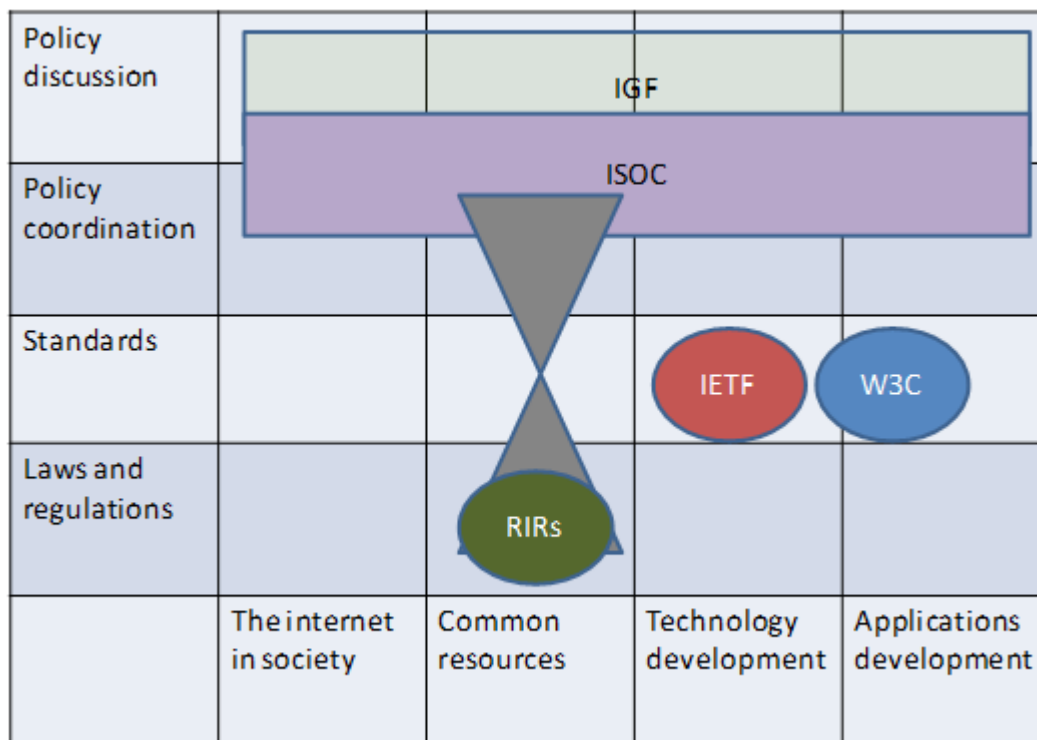 Policy
discussion
IGF
ISOC
Policy
coordination
Standards
IETF
W3C
Laws and
regulations
RIRs
The internet
in society
Common
resources
Technology
development
Applications
development